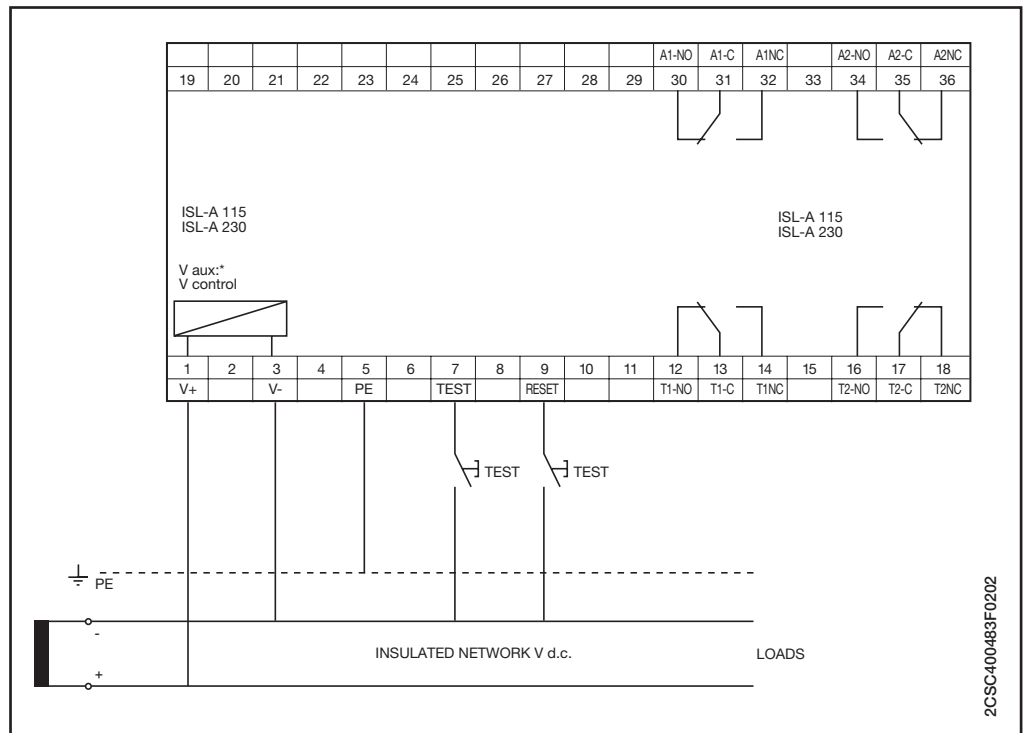 A1-NO A1-C A1NC A2-NO A2-C A2NC
19 20 21 22 23 24 25 26 27 28 29 30 31 32 33 34 35 36
ISL-A 115
ISL-A 230
ISL-A 115
ISL-A 230
V aux:*
V control
1 2 3 4 5 6 7 8 9 10 11 12 13 14 15 16 17 18
V+ V- PE TEST RESET T1-NO T1-C T1NC T2-NO T2-C T2NC
TEST TEST
PE
-
INSULATED NETWORK V d.c. LOADS
+
2CSC400483F0202